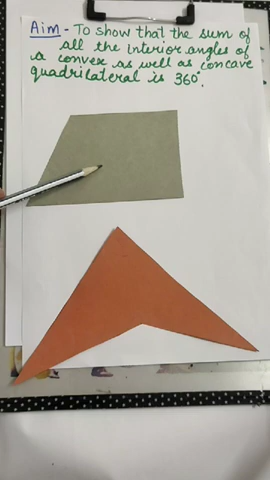 Aim - To show that the sum of
all the interior angles of
a convex as well as concave
quadrilateral is 360°.